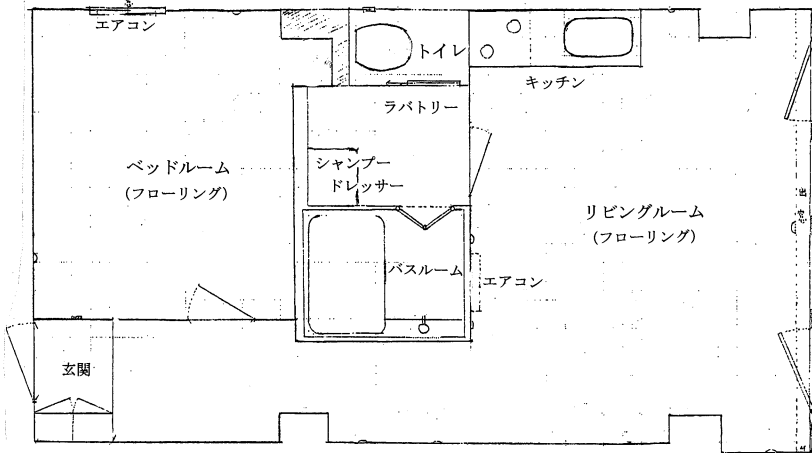 エアコン
トイレ
キッチン
ラバトリー
シャンプー
ドレッサー
ベッドルーム
(フローリング)
リビングルーム
(フローリング)
バスルーム
エアコン
玄関